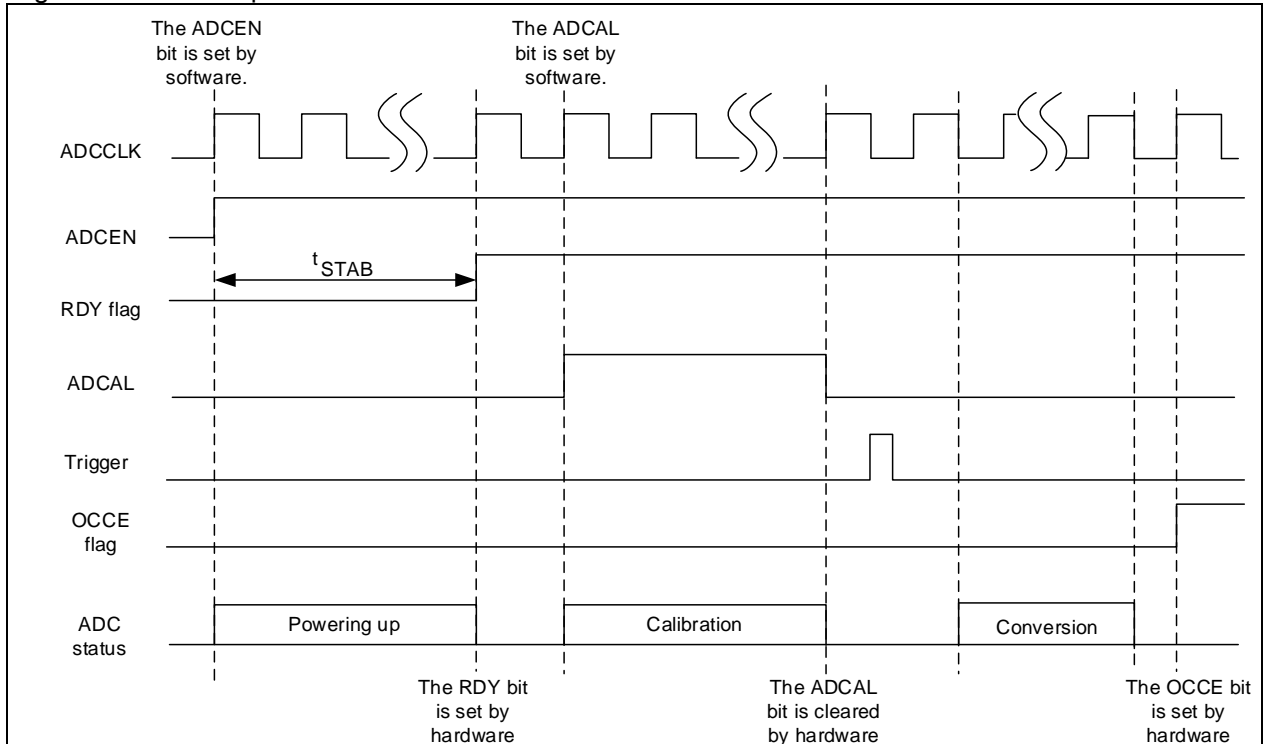 The ADCEN
bit is set by
software.
The ADCAL
bit is set by
software.
ADCCLK
ADCEN
tSTAB
RDY flag
ADCAL
Trigger
OCCE
flag
ADC
status
Powering up
Calibration
Conversion
The RDY bit
is set by
hardware
The ADCAL
bit is cleared
by hardware
The OCCE bit
is set by
hardware